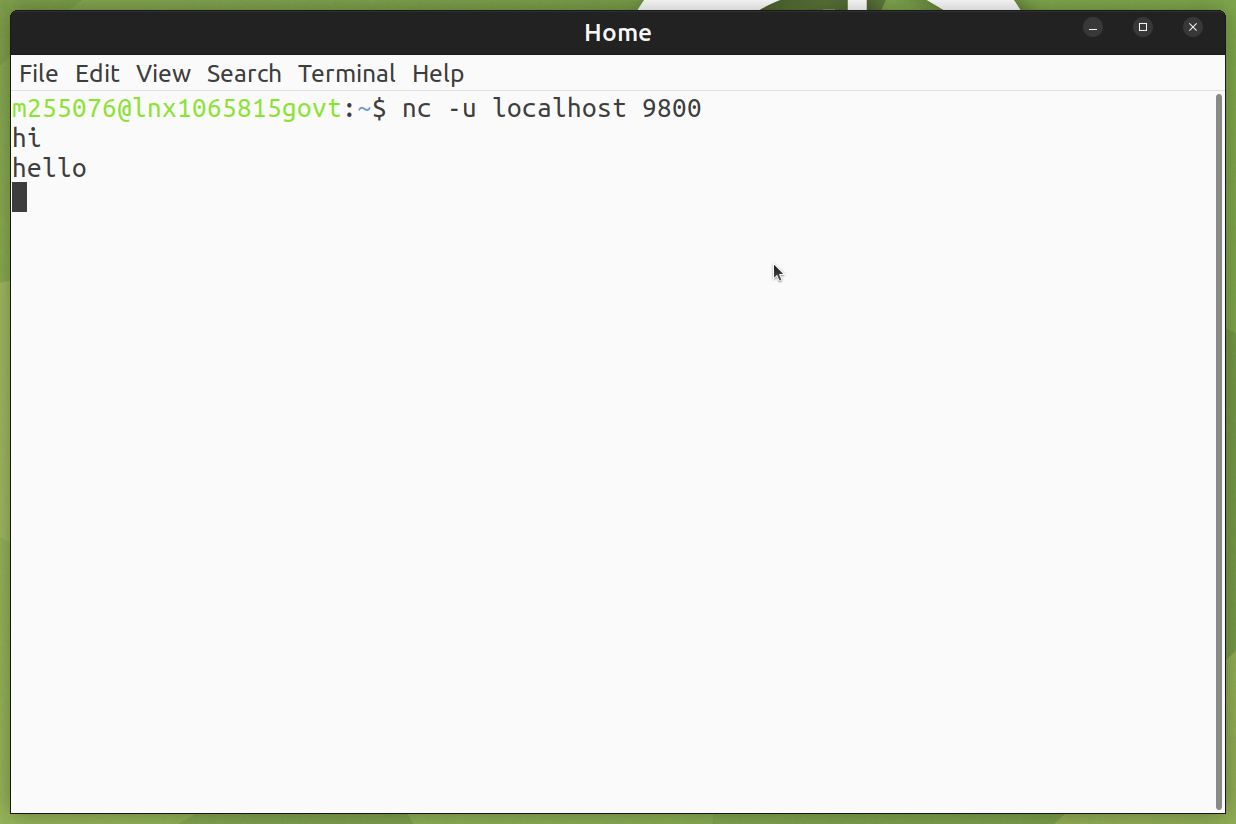 Home
File Edit View Search Terminal Help
m255076@lnx1065815govt:~$ nc -u localhost 9800
hi
hello